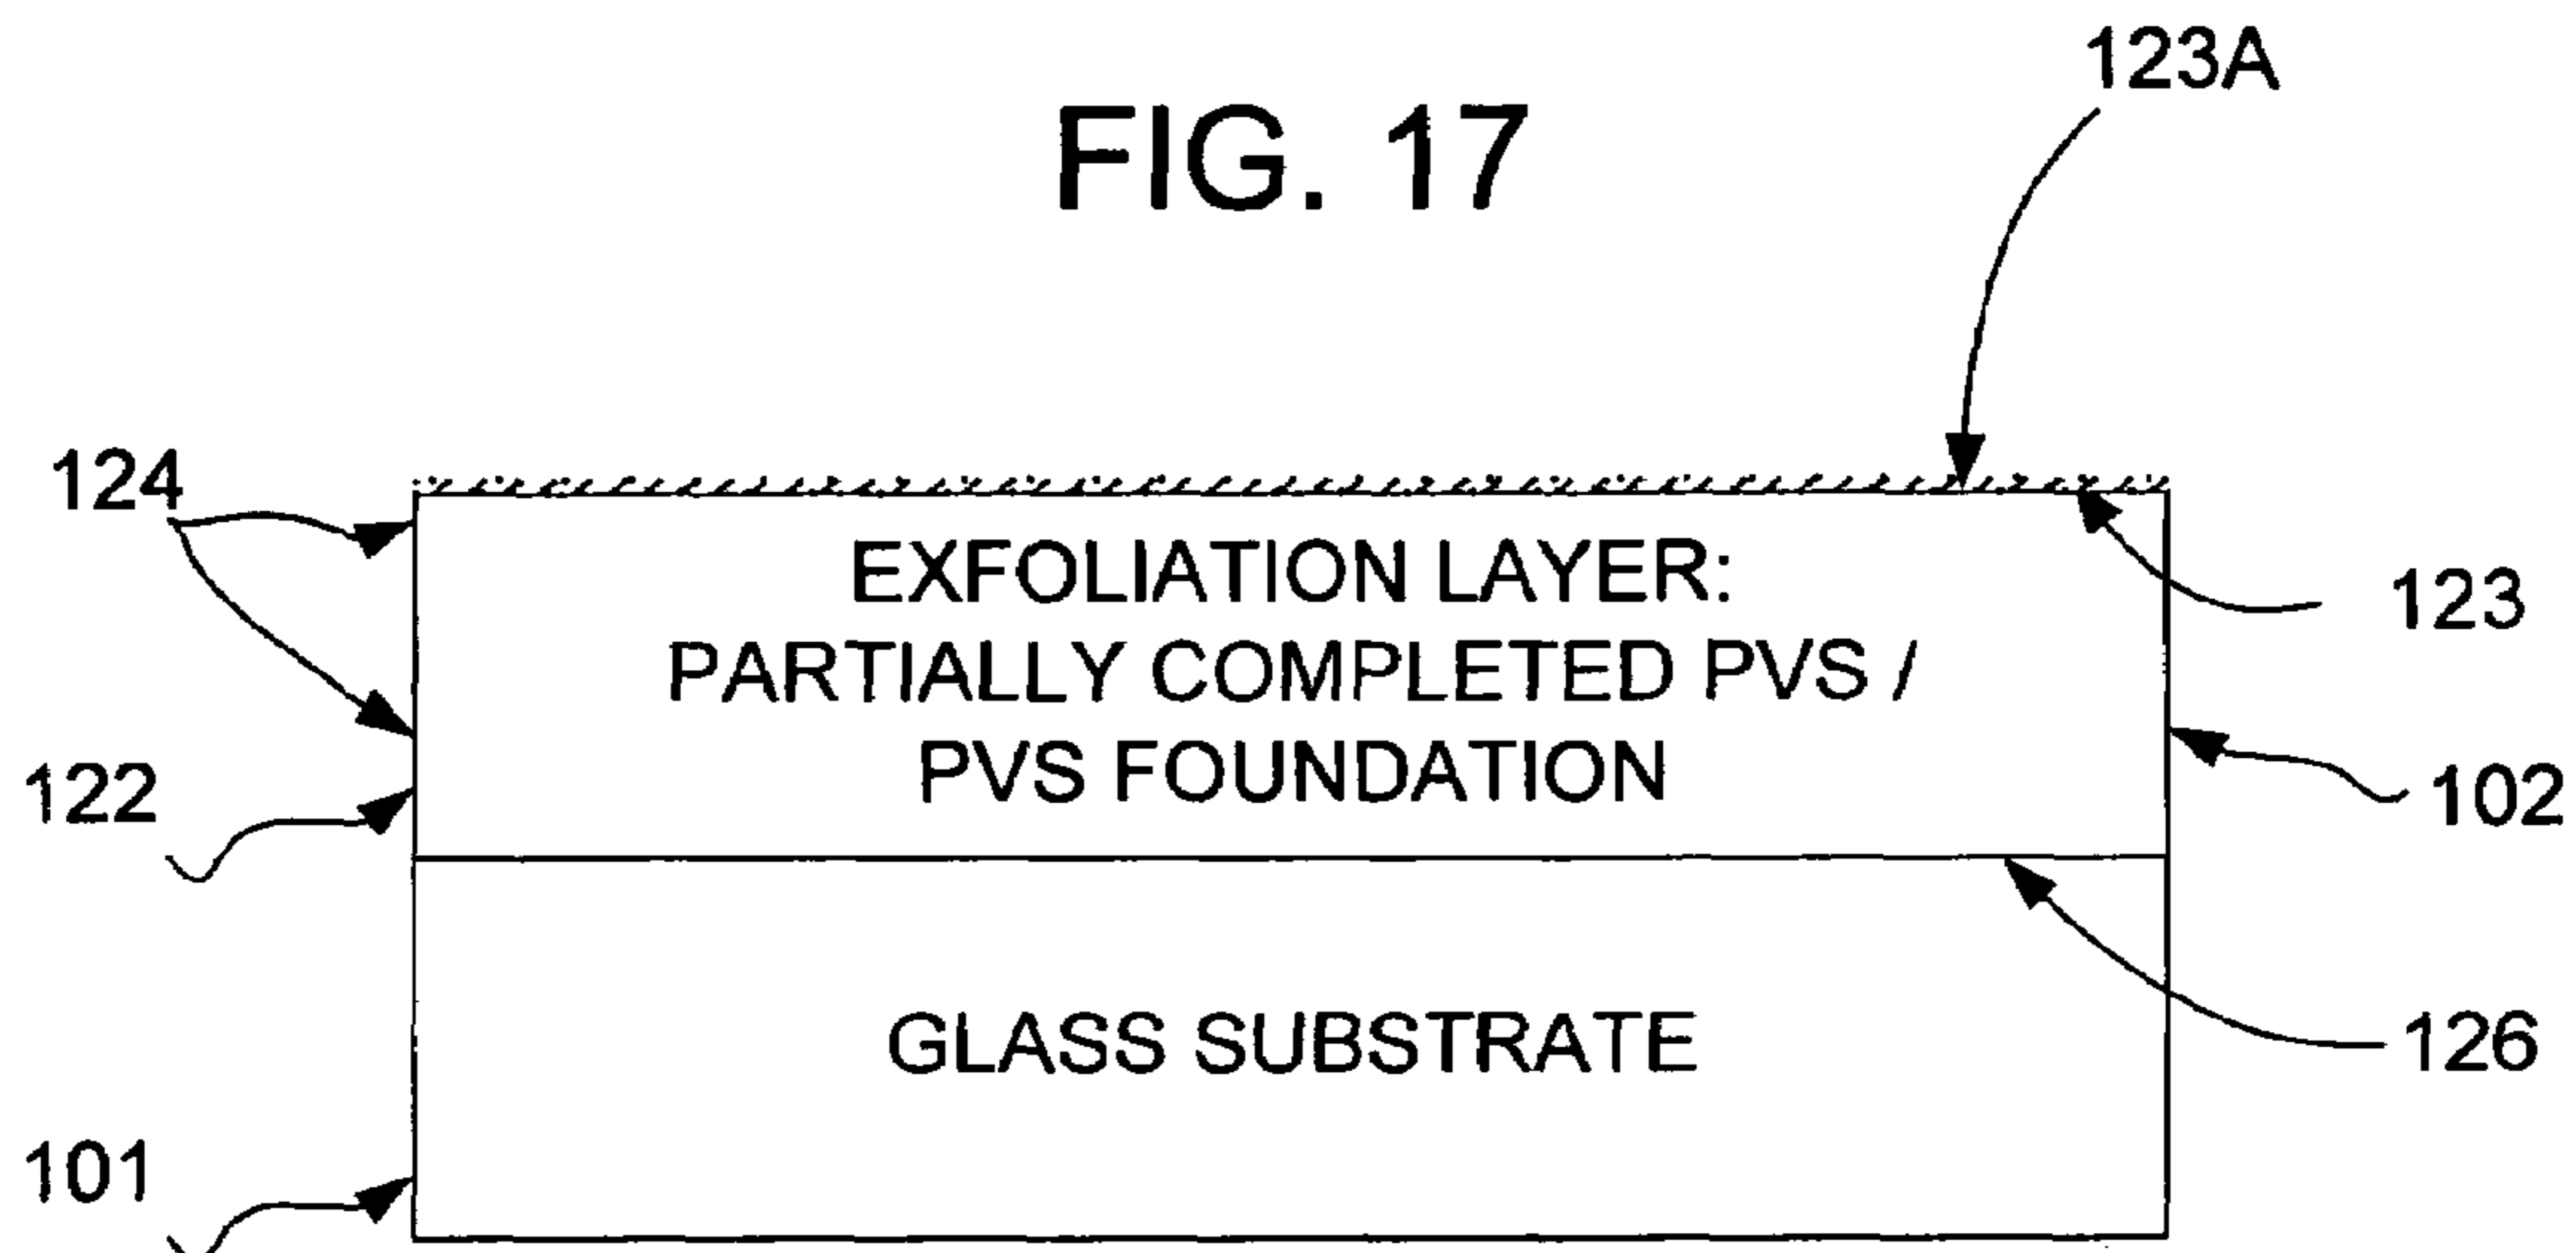 123A
FIG. 17
124
EXFOLIATION LAYER:
123
PARTIALLY COMPLETED PVS /
PVS FOUNDATION
122
102
GLASS SUBSTRATE
126
101